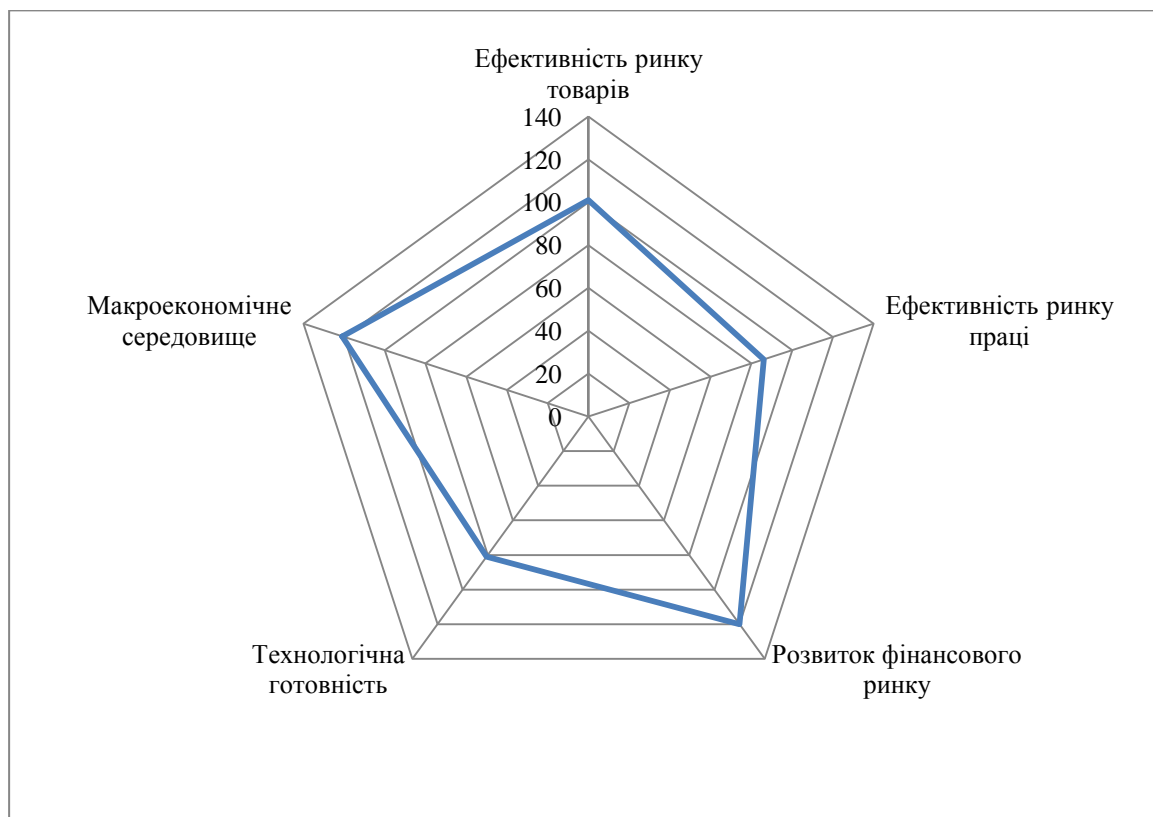 Ефективність ринку
товарів
140
120
100
80
60
40
20
0
Ефективність ринку
праці
Розвиток фінансового
ринку
Технологічна
готовність
Макроекономічне
середовище